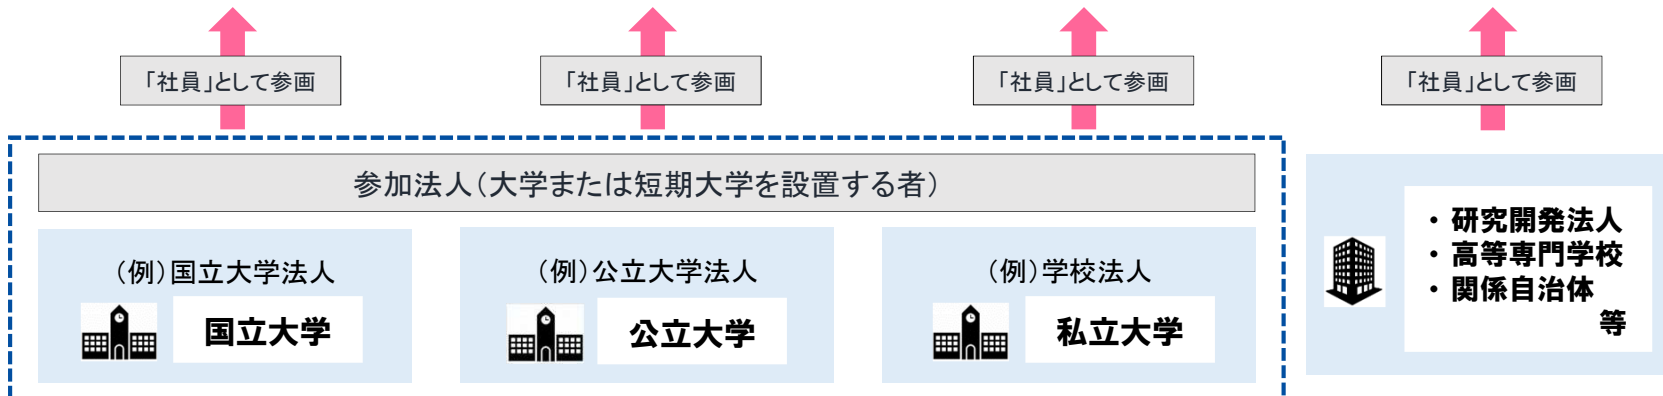 「社員」として参画
「社員」として参画
「社員」として参画
「社員」として参画
参加法人（大学または短期大学を設置する者）
（例）国立大学法人
国立大学
（例）公立大学法人
公立大学
（例）学校法人
私立大学
・研究開発法人
・高等専門学校
・関係自治体
等